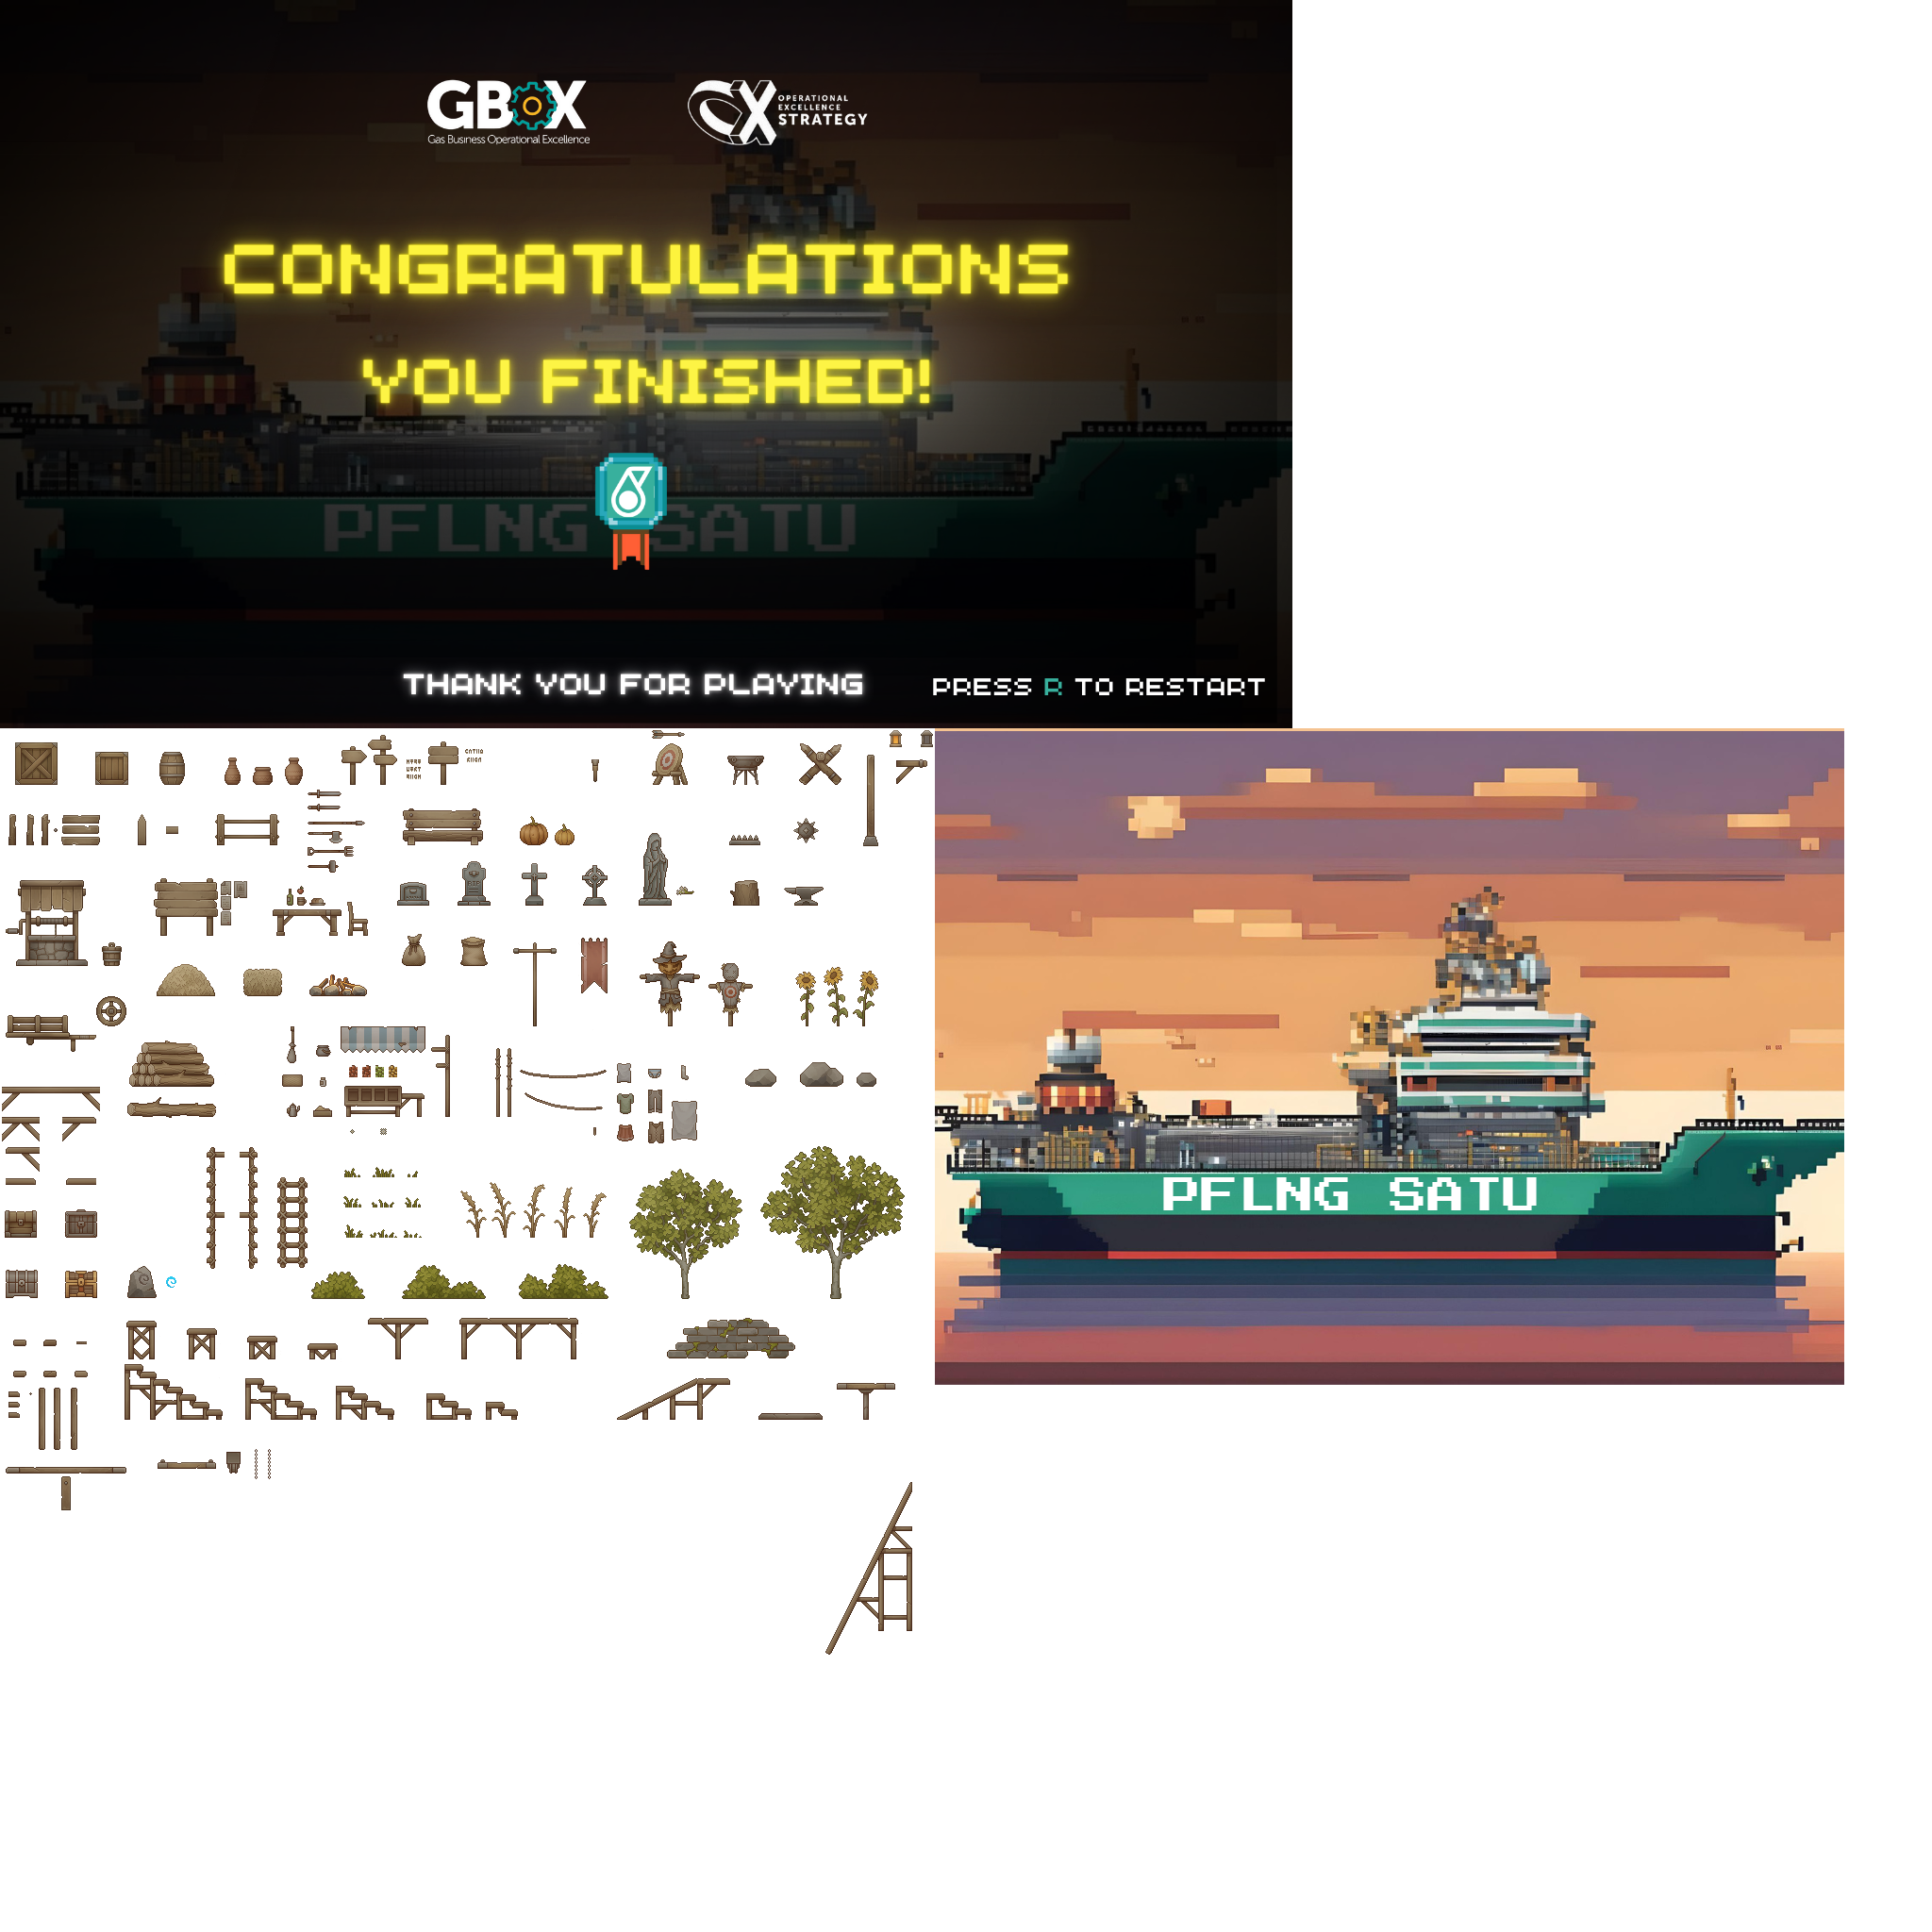 GBOX
Gas Business Operational Excellence
OPERATIONAL
EXCELLENCE
STRATEGY
CONGRATULATIONS
YOU FINISHED!
PFLNG SATU
THANK YOU FOR PLAYING
PRESS R TO RESTART
PFLNG SATU